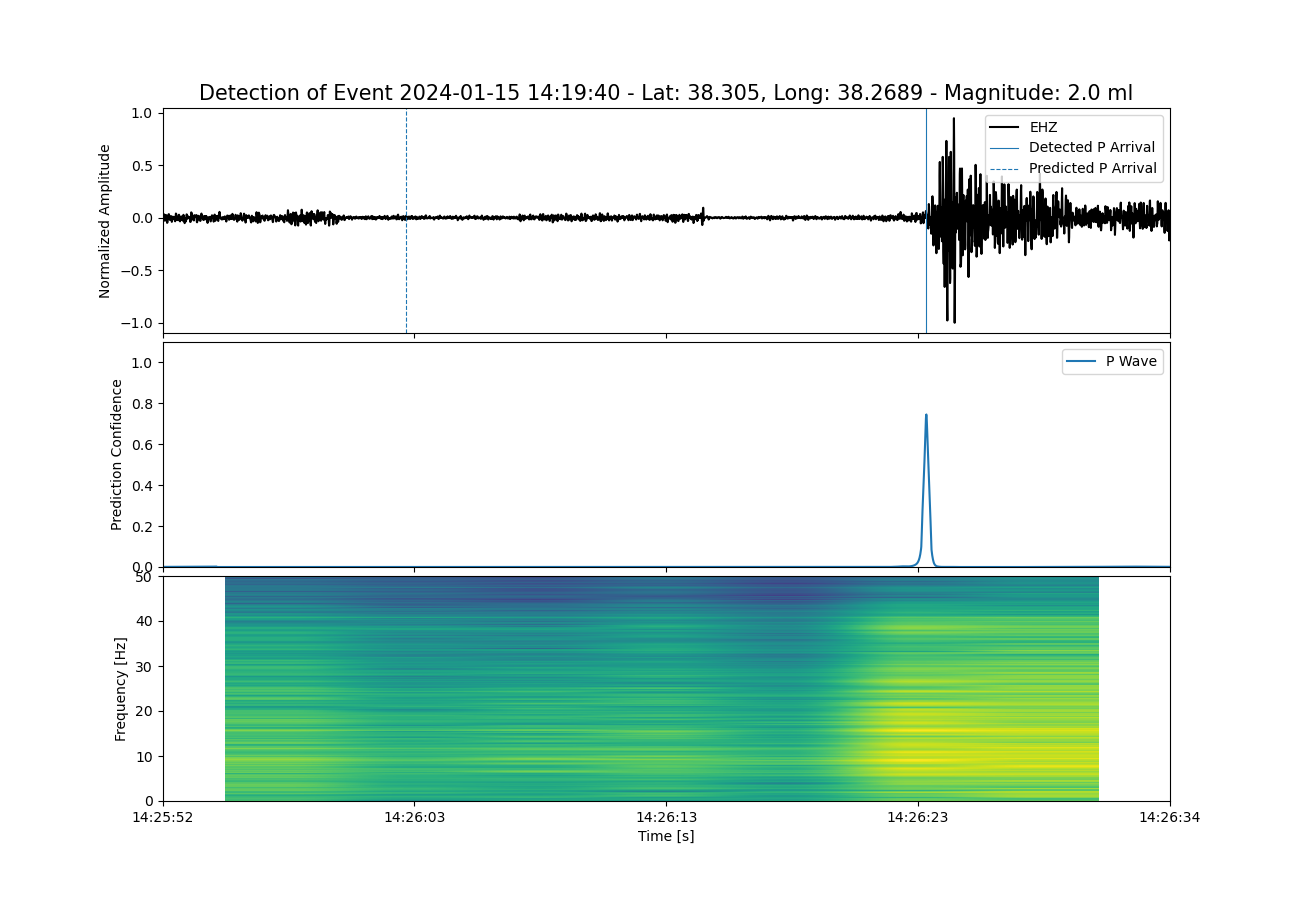 Detection of Event 2024-01-15 14:19:40 - Lat: 38.305, Long: 38.2689 - Magnitude: 2.0 ml
1.0
0.5
0.0
−0.5
−1.0
Normalized Amplitude
EHZ
Detected P Arrival
Predicted P Arrival
1.0
0.8
0.6
0.4
0.2
0.0
Prediction Confidence
P Wave
50
40
30
20
10
0
Frequency [Hz]
14:25:52 14:26:03 14:26:13 14:26:23 14:26:34
Time [s]